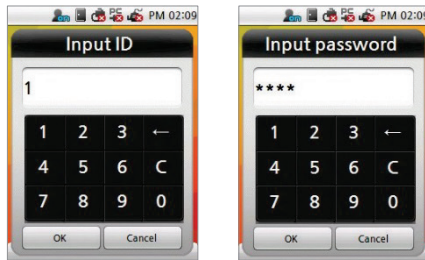 PM 02:09
Input ID
1
1 2 3 ←
4 5 6 C
7 8 9 0
OK Cancel
PM 02:09
Input password
****
1 2 3 ←
4 5 6 C
7 8 9 0
OK Cancel